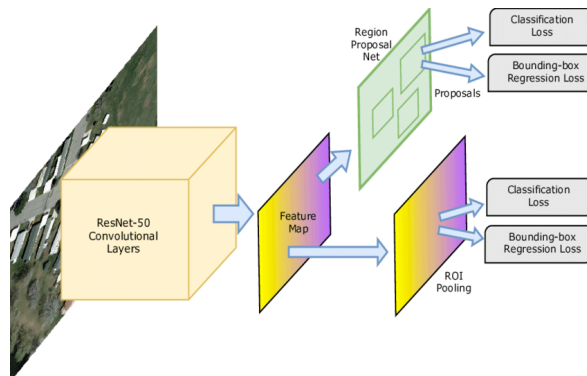 ResNet-50
Convolutional
Layers
Feature
Map
Region
Proposal
Net
Proposals
Classification
Loss
Bounding-box
Regression Loss
ROI
Pooling
Classification
Loss
Bounding-box
Regression Loss